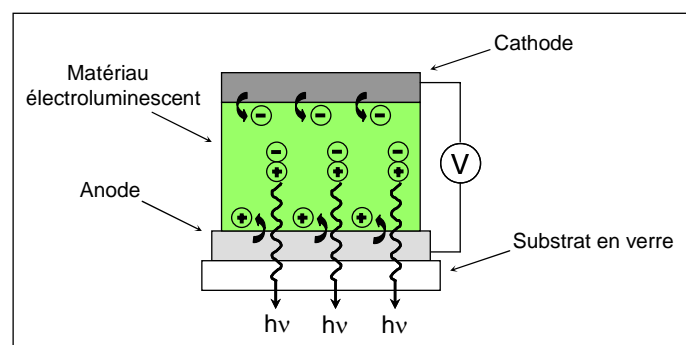 Cathode
Matériau
électroluminescent
V
Anode
Substrat en verre
hν hν hν